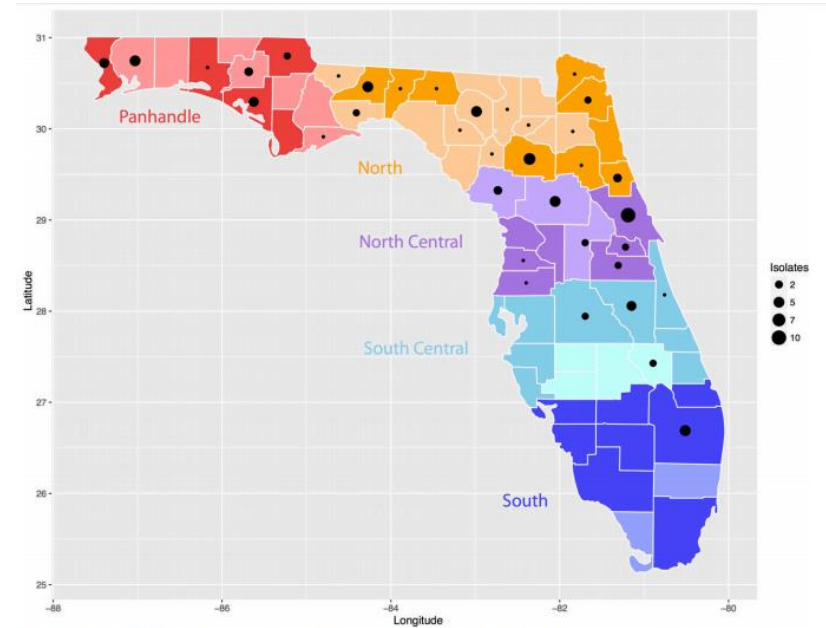 31
30
29
28
27
26
25
Latitude
Panhandle
North
North Central
South Central
South
−88
−86
−84
−82
−80
Longitude
Isolates
2
5
7
10